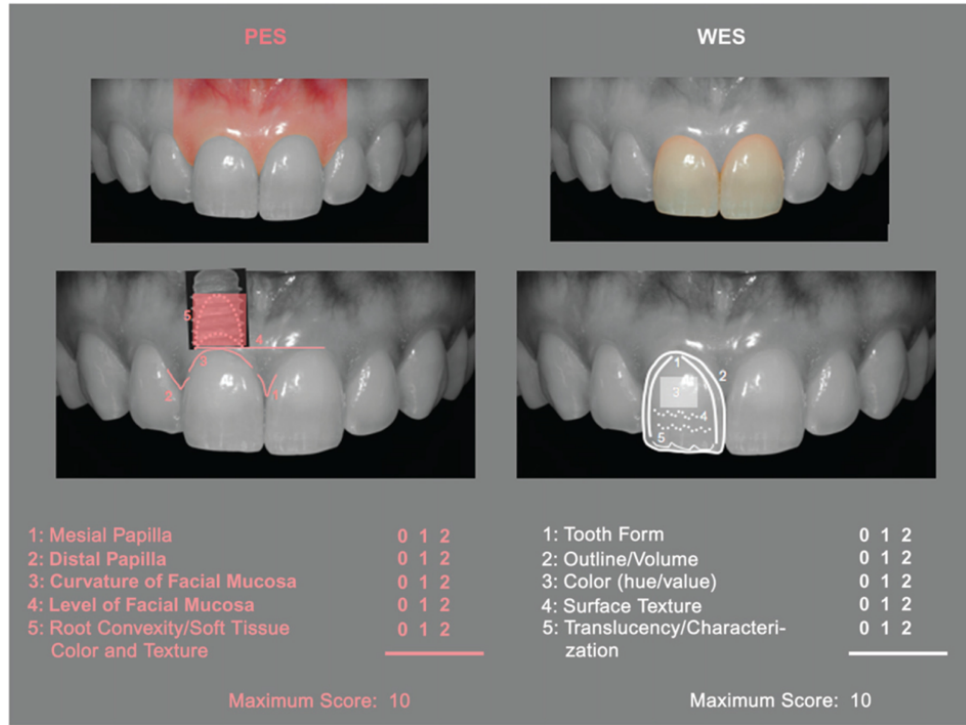 PES
WES
5
4
3
2
1
1
2
3
4
5
1: Mesial Papilla 0 1 2
2: Distal Papilla 0 1 2
3: Curvature of Facial Mucosa 0 1 2
4: Level of Facial Mucosa 0 1 2
5: Root Convexity/Soft Tissue 0 1 2
Color and Texture
Maximum Score: 10
1: Tooth Form 0 1 2
2: Outline/Volume 0 1 2
3: Color (hue/value) 0 1 2
4: Surface Texture 0 1 2
5: Translucency/Characteri- 0 1 2
zation
Maximum Score: 10